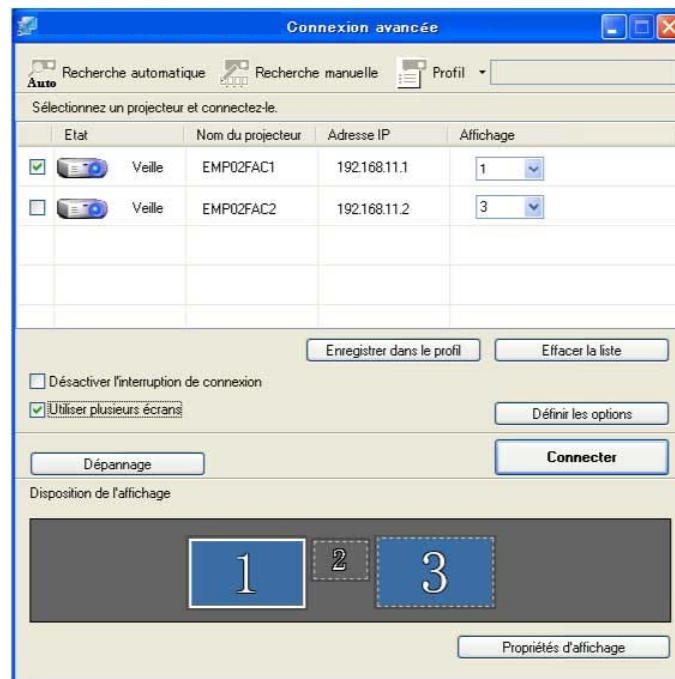 Connexion avancée
Auto Recherche automatique Recherche manuelle Profil
Sélectionnez un projecteur et connectez-le.
Etat Nom du projecteur Adresse IP Affichage
Veille EMP02FAC1 192.168.11.1 1
Veille EMP02FAC2 192.168.11.2 3
Enregistrer dans le profil Effacer la liste
Désactiver l'interruption de connexion
Utiliser plusieurs écrans
Définir les options
Dépannage Connecter
Disposition de l'affichage
1 2 3
Propriétés d'affichage